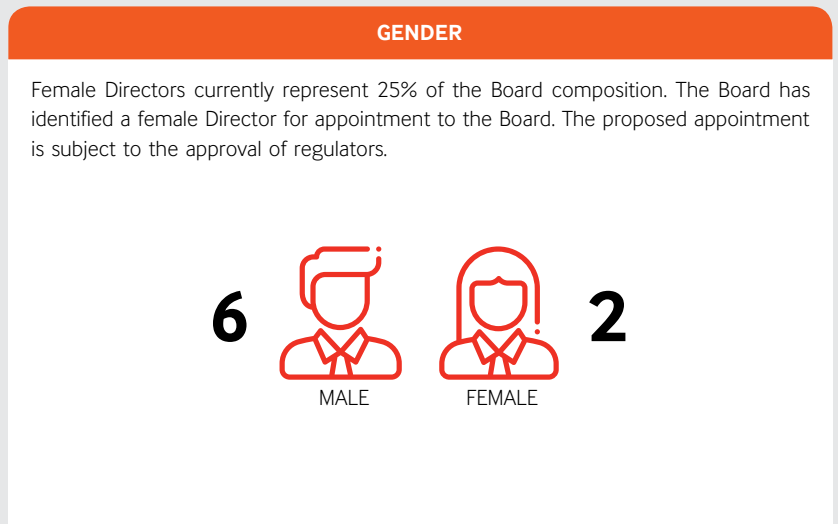 GENDER
Female Directors currently represent 25% of the Board composition. The Board has
identified a female Director for appointment to the Board. The proposed appointment
is subject to the approval of regulators.
6
2
MALE
FEMALE